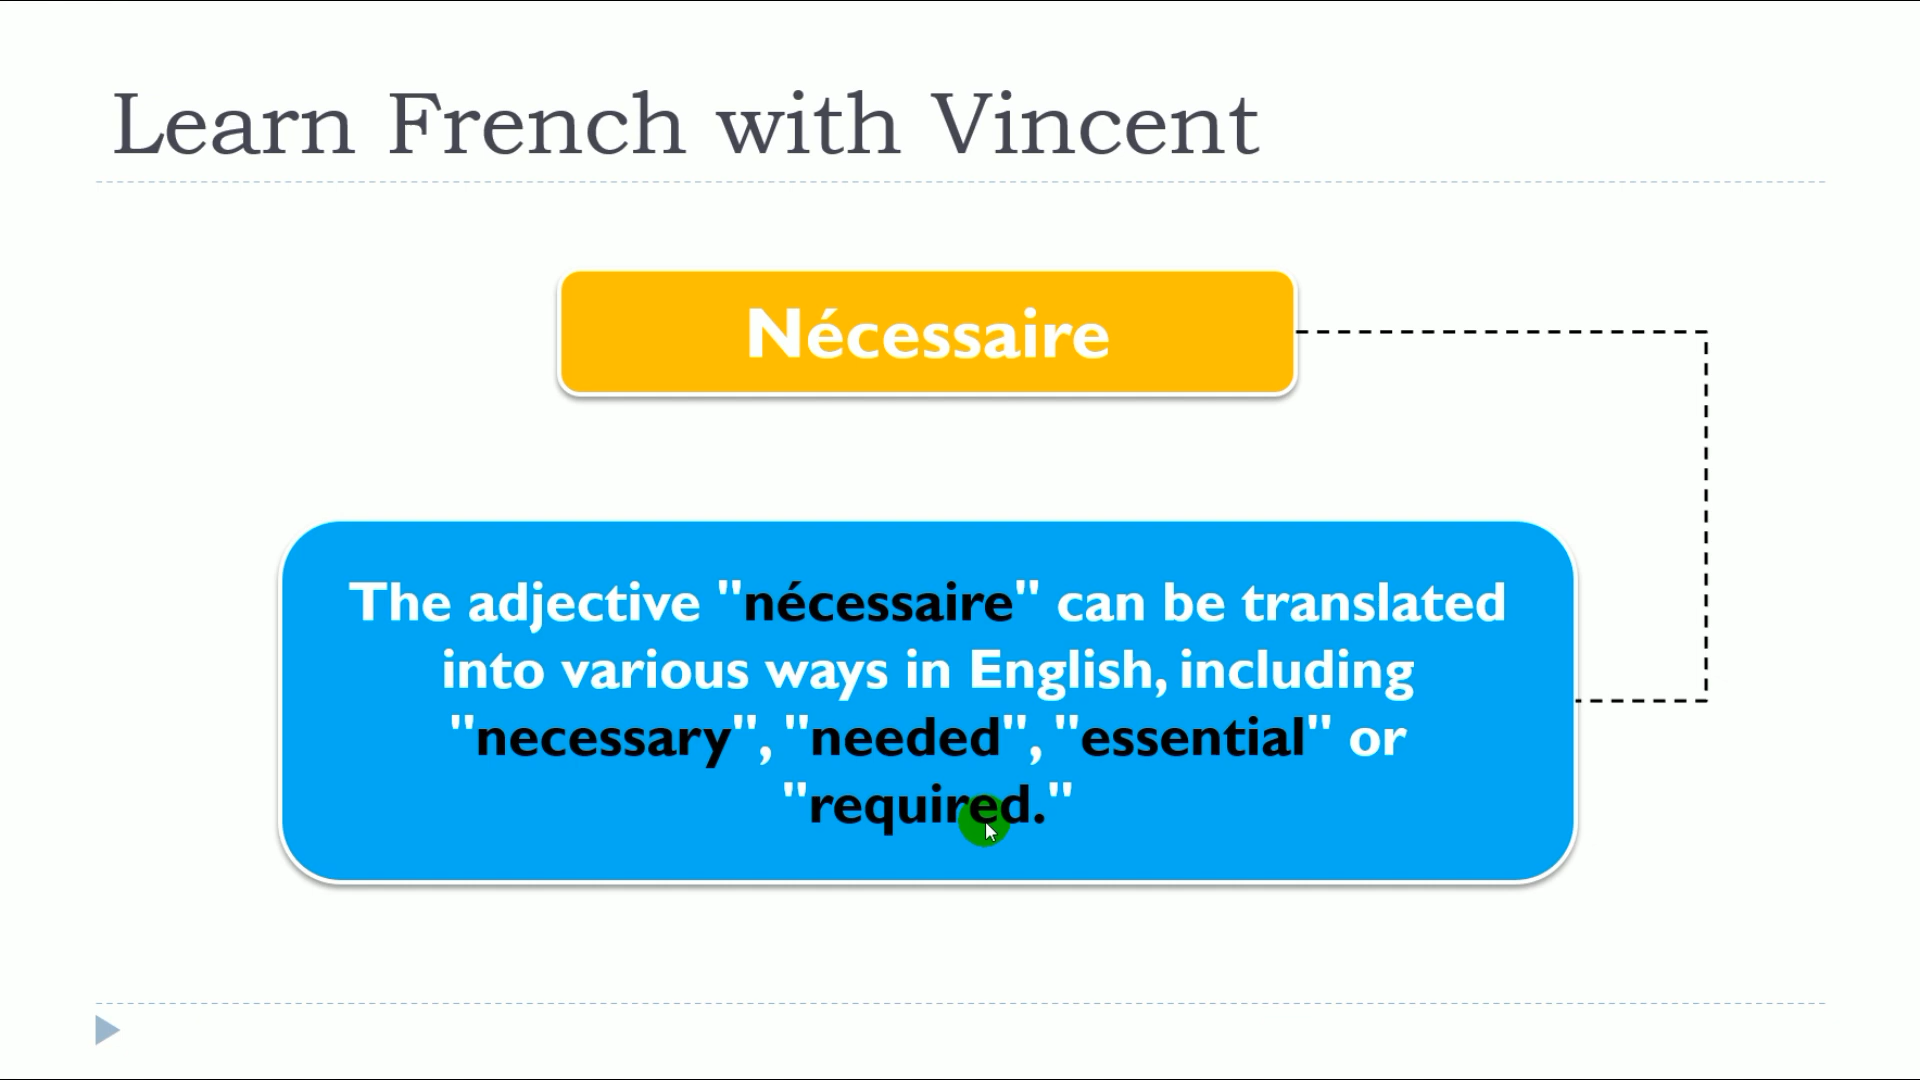 Learn French with Vincent
Nécessaire
The adjective "nécessaire" can be translated
into various ways in English, including
"necessary", "needed", "essential" or
"required."